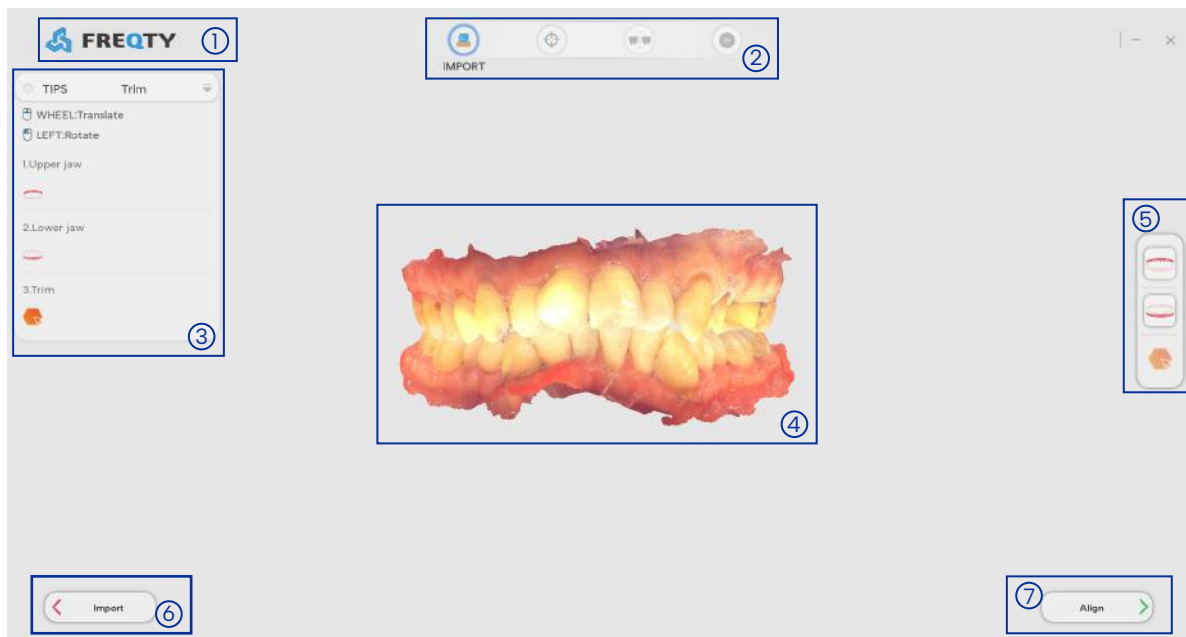 FREQTY ①
IMPORT
②
TIPS Trim
WHEEL:Translate
LEFT:Rotate
1.Upper jaw
2.Lower jaw
3.Trim
③
④
⑤
Import
⑥
⑦
Align